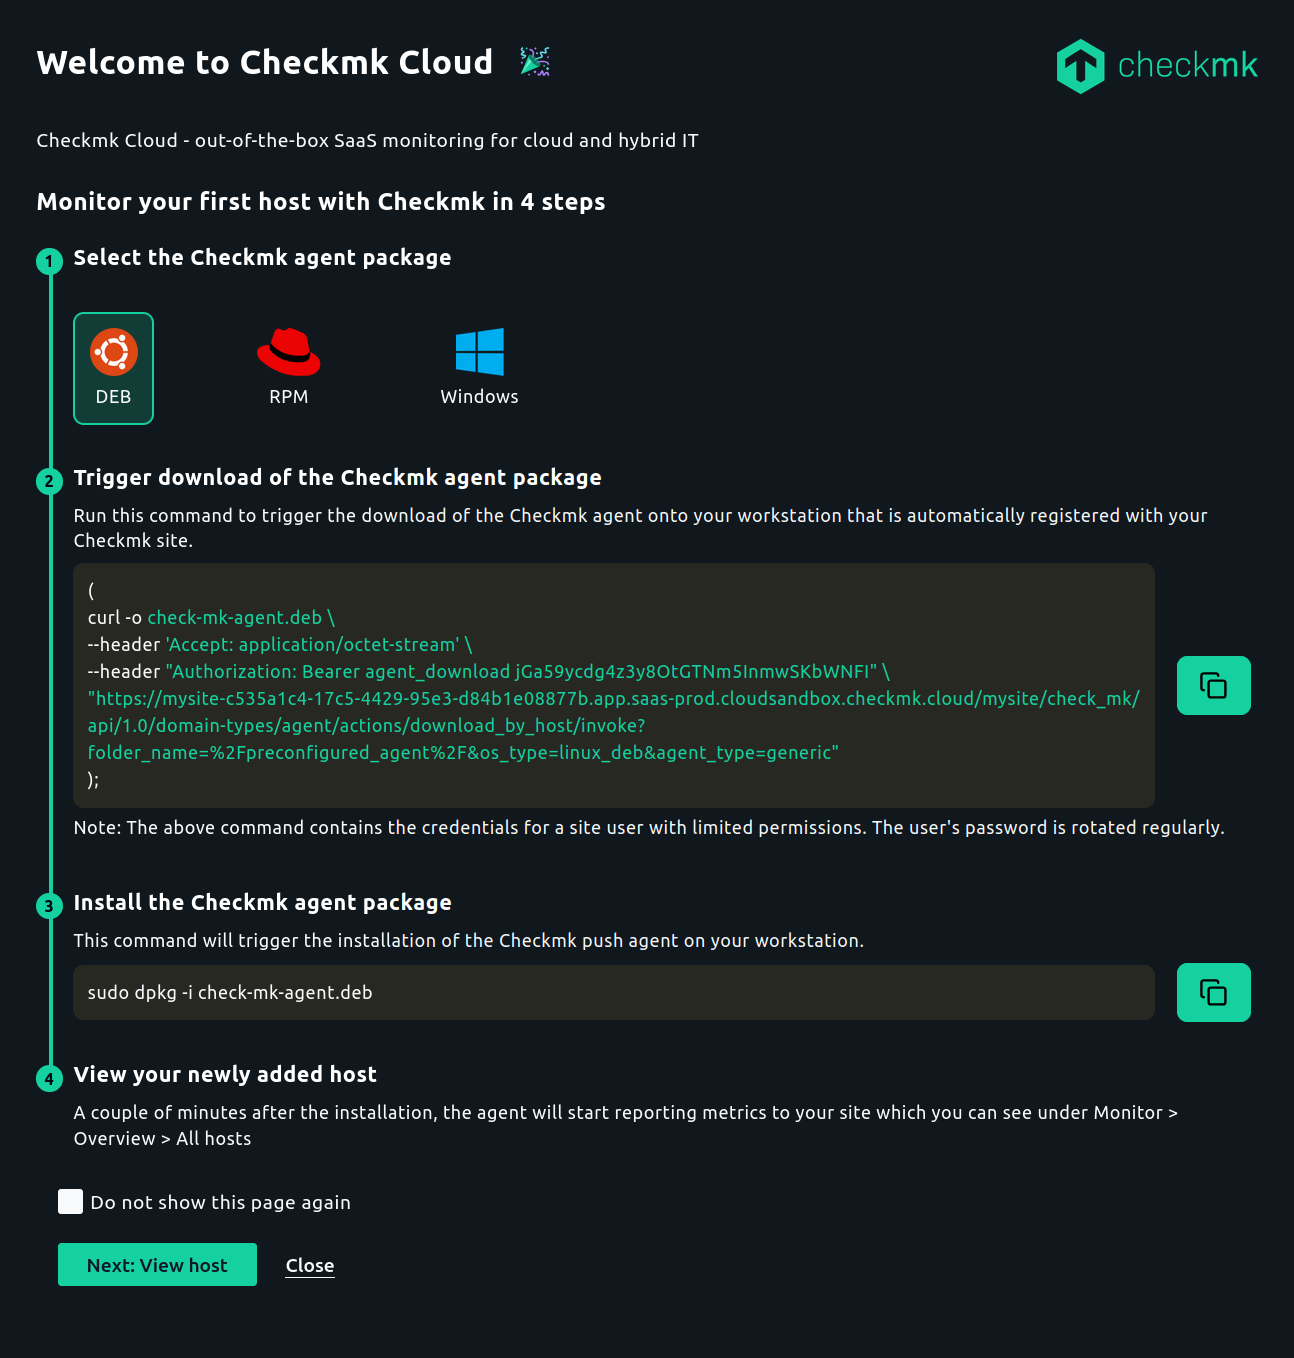 Welcome to Checkmk Cloud
checkmk
Checkmk Cloud - out-of-the-box SaaS monitoring for cloud and hybrid IT
Monitor your first host with Checkmk in 4 steps
1 Select the Checkmk agent package
DEB RPM Windows
2 Trigger download of the Checkmk agent package
Run this command to trigger the download of the Checkmk agent onto your workstation that is automatically registered with your
Checkmk site.
(
curl -o check-mk-agent.deb \
--header 'Accept: application/octet-stream' \
--header "Authorization: Bearer agent_download jGa59ycdg4z3y8OtGTNm5InmwSKbWNFI" \
"https://mysite-c535a1c4-17c5-4429-95e3-d84b1e08877b.app.saas-prod.cloudsandbox.checkmk.cloud/mysite/check_mk/
api/1.0/domain-types/agent/actions/download_by_host/invoke?
folder_name=%2Fpreconfigured_agent%2F&os_type=linux_deb&agent_type=generic"
);
Note: The above command contains the credentials for a site user with limited permissions. The user's password is rotated regularly.
3 Install the Checkmk agent package
This command will trigger the installation of the Checkmk push agent on your workstation.
sudo dpkg -i check-mk-agent.deb
4 View your newly added host
A couple of minutes after the installation, the agent will start reporting metrics to your site which you can see under Monitor >
Overview > All hosts
Do not show this page again
Next: View host Close